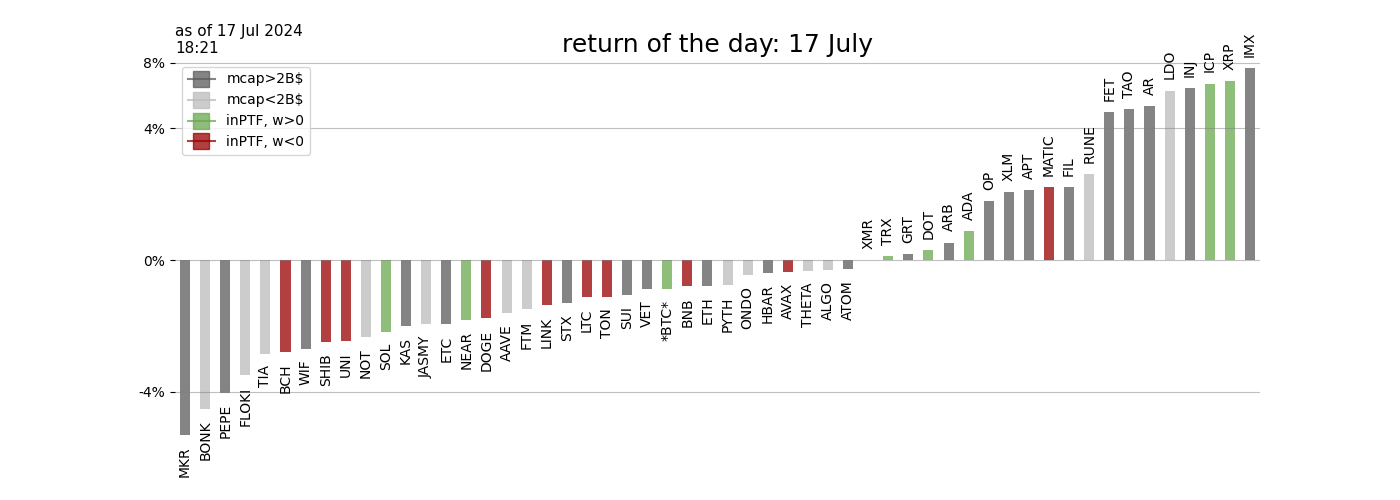 as of 17 Jul 2024
18:21
return of the day: 17 July
8%
4%
0%
-4%
mcap>2B$
mcap<2B$
inPTF, w>0
inPTF, w<0
MKR
BONK
PEPE
FLOKI
TIA
BCH
WIF
SHIB
UNI
NOT
SOL
KAS
JASMY
ETC
NEAR
DOGE
AAVE
FTM
LINK
STX
LTC
TON
SUI
VET
*BTC*
BNB
ETH
PYTH
ONDO
HBAR
AVAX
THETA
ALGO
ATOM
XMR
TRX
GRT
DOT
ARB
ADA
OP
XLM
APT
MATIC
FIL
RUNE
FET
TAO
AR
LDO
INJ
ICP
XRP
IMX